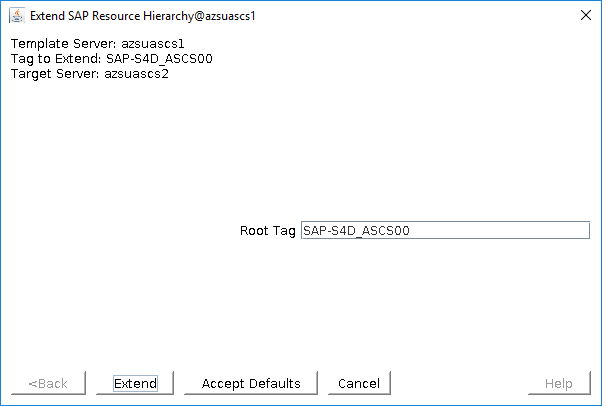 Extend SAP Resource Hierarchy@azsuascs1
Template Server: azsuascs1
Tag to Extend: SAP-S4D_ASCS00
Target Server: azsuascs2
Root Tag SAP-S4D_ASCS00
<Back Extend Accept Defaults Cancel Help